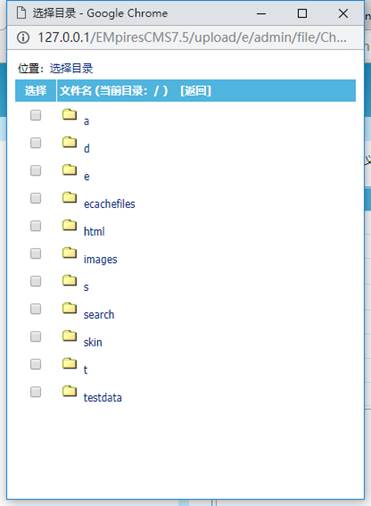 选择目录 - Google Chrome
127.0.0.1/EMpiresCMS7.5/upload/e/admin/file/Ch...
位置：选择目录
选择 文件名 (当前目录：/ ) [返回]
a
d
e
ecachefiles
html
images
s
search
skin
t
testdata